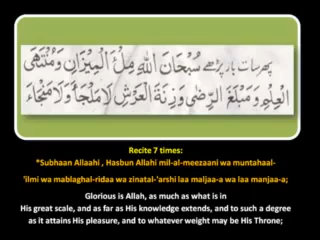 پھر سات بار پڑھے سُبْحَانَ اللّٰهِ مِلْءَ الْمِيْزَانِ وَمُنْتَهَى
الْعِلْمِ وَمَبْلَغَ الرِّضٰى وَزِنَةَ الْعَرْشِ لَا مَلْجَأَ وَلَا مَنْجَاءَ
Recite 7 times:
*Subhaan Allaahi , Hasbun Allahi mil-al-meezaani wa muntahaal-
'ilmi wa mablaghal-ridaa wa zinatal-'arshi laa maljaa-a wa laa manjaa-a;
Glorious is Allah, as much as what is in
His great scale, and as far as His knowledge extends, and to such a degree
as it attains His pleasure, and to whatever weight may be His Throne;